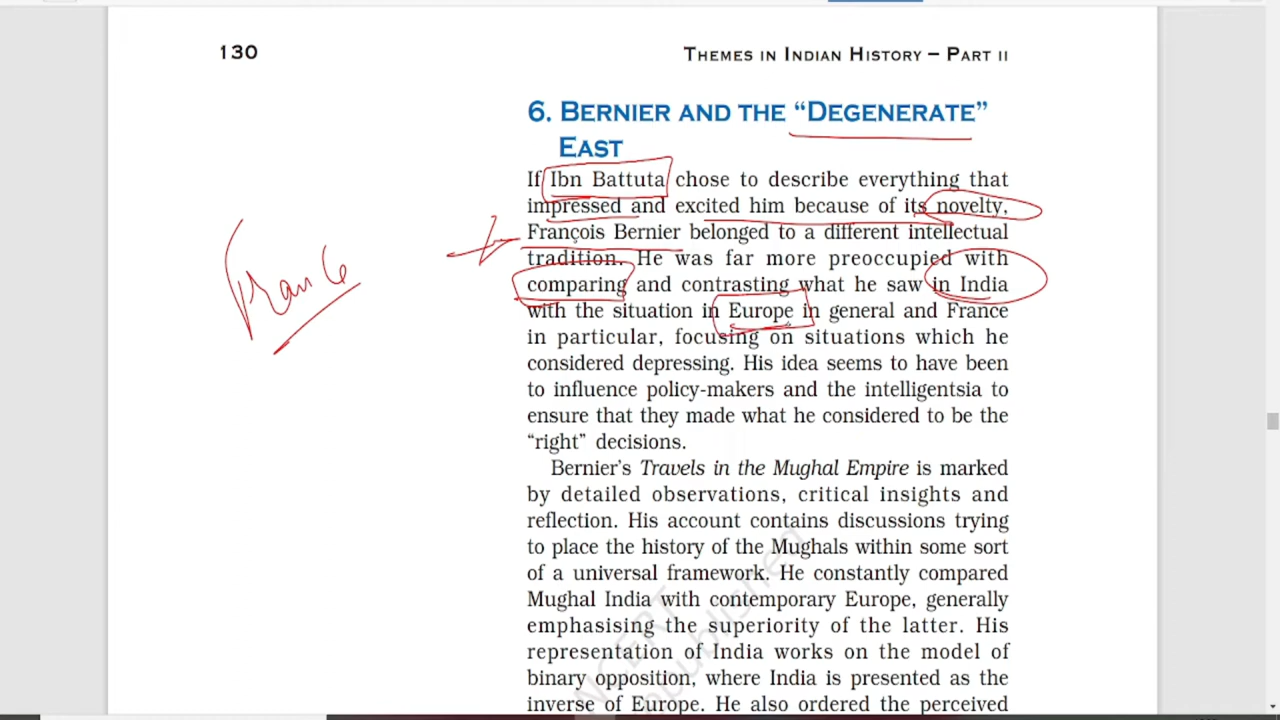 130
THEMES IN INDIAN HISTORY – PART II
6. BERNIER AND THE “DEGENERATE”
EAST
If Ibn Battuta chose to describe everything that
impressed and excited him because of its novelty,
François Bernier belonged to a different intellectual
tradition. He was far more preoccupied with
comparing and contrasting what he saw in India
with the situation in Europe in general and France
in particular, focusing on situations which he
considered depressing. His idea seems to have been
to influence policy-makers and the intelligentsia to
ensure that they made what he considered to be the
“right” decisions.
Bernier’s Travels in the Mughal Empire is marked
by detailed observations, critical insights and
reflection. His account contains discussions trying
to place the history of the Mughals within some sort
of a universal framework. He constantly compared
Mughal India with contemporary Europe, generally
emphasising the superiority of the latter. His
representation of India works on the model of
binary opposition, where India is presented as the
inverse of Europe. He also ordered the perceived